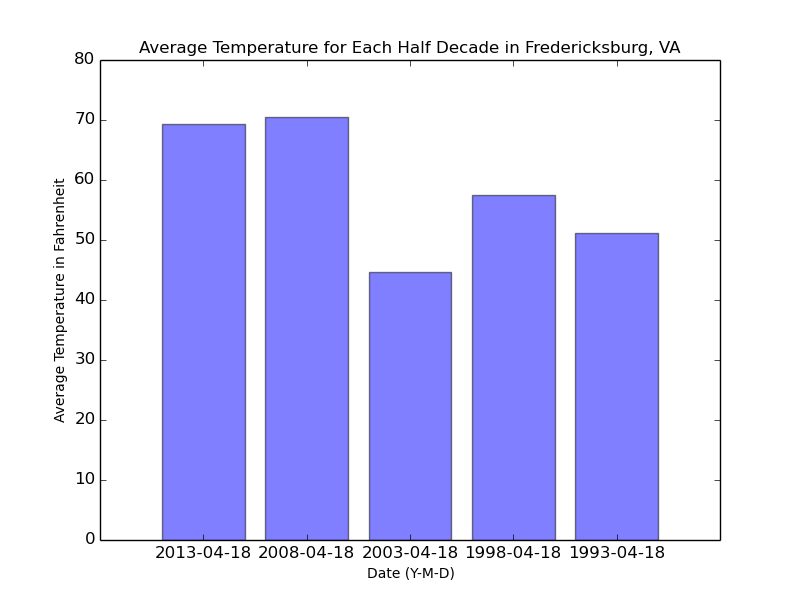 Average Temperature for Each Half Decade in Fredericksburg, VA
80
70
60
50
40
30
20
10
0
Average Temperature in Fahrenheit
2013-04-18 2008-04-18 2003-04-18 1998-04-18 1993-04-18
Date (Y-M-D)